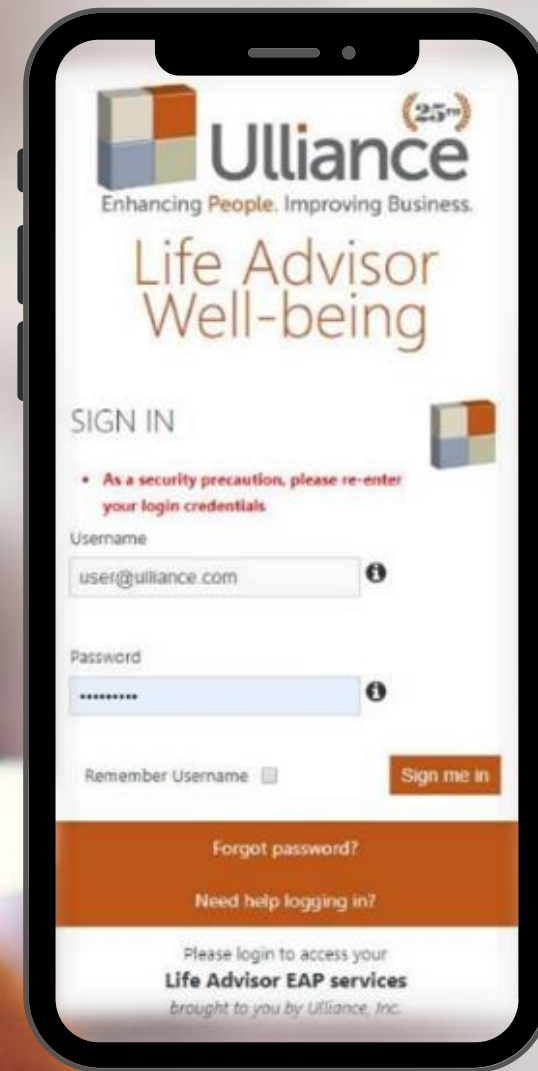 25TH
Ulliance
Enhancing People. Improving Business.
Life Advisor
Well-being
SIGN IN
• As a security precaution, please re-enter
your login credentials
Username
user@ulliance.com
Password
•••••••••
Remember Username
Sign me in
Forgot password?
Need help logging in?
Please login to access your
Life Advisor EAP services
brought to you by Ulliance, Inc.